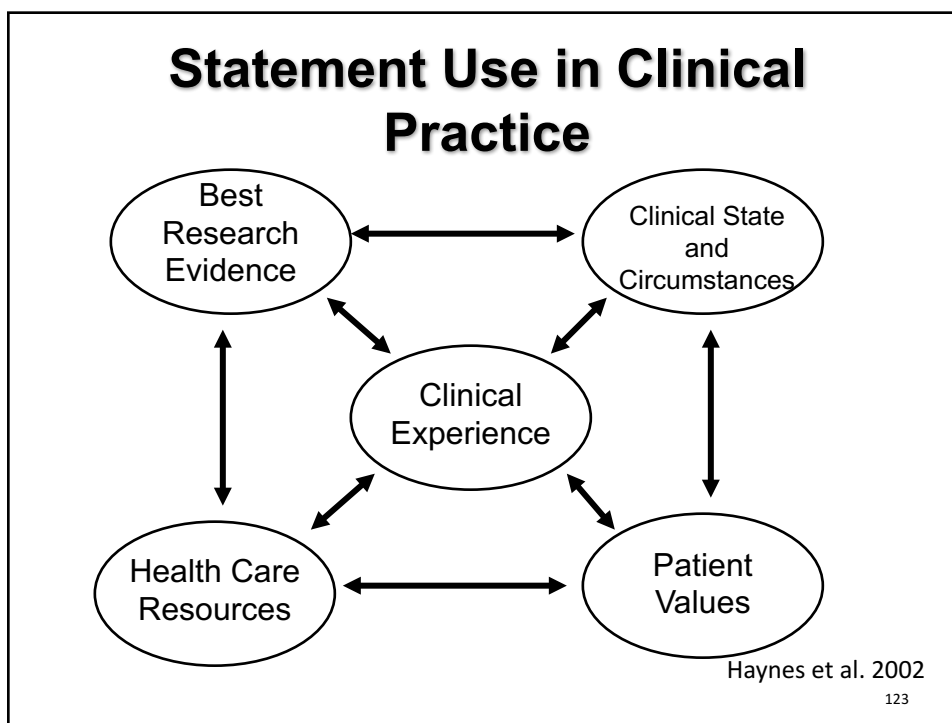 Statement Use in Clinical
Practice
Best
Research
Evidence
Clinical State
and
Circumstances
Clinical
Experience
Health Care
Resources
Patient
Values
Haynes et al. 2002
123